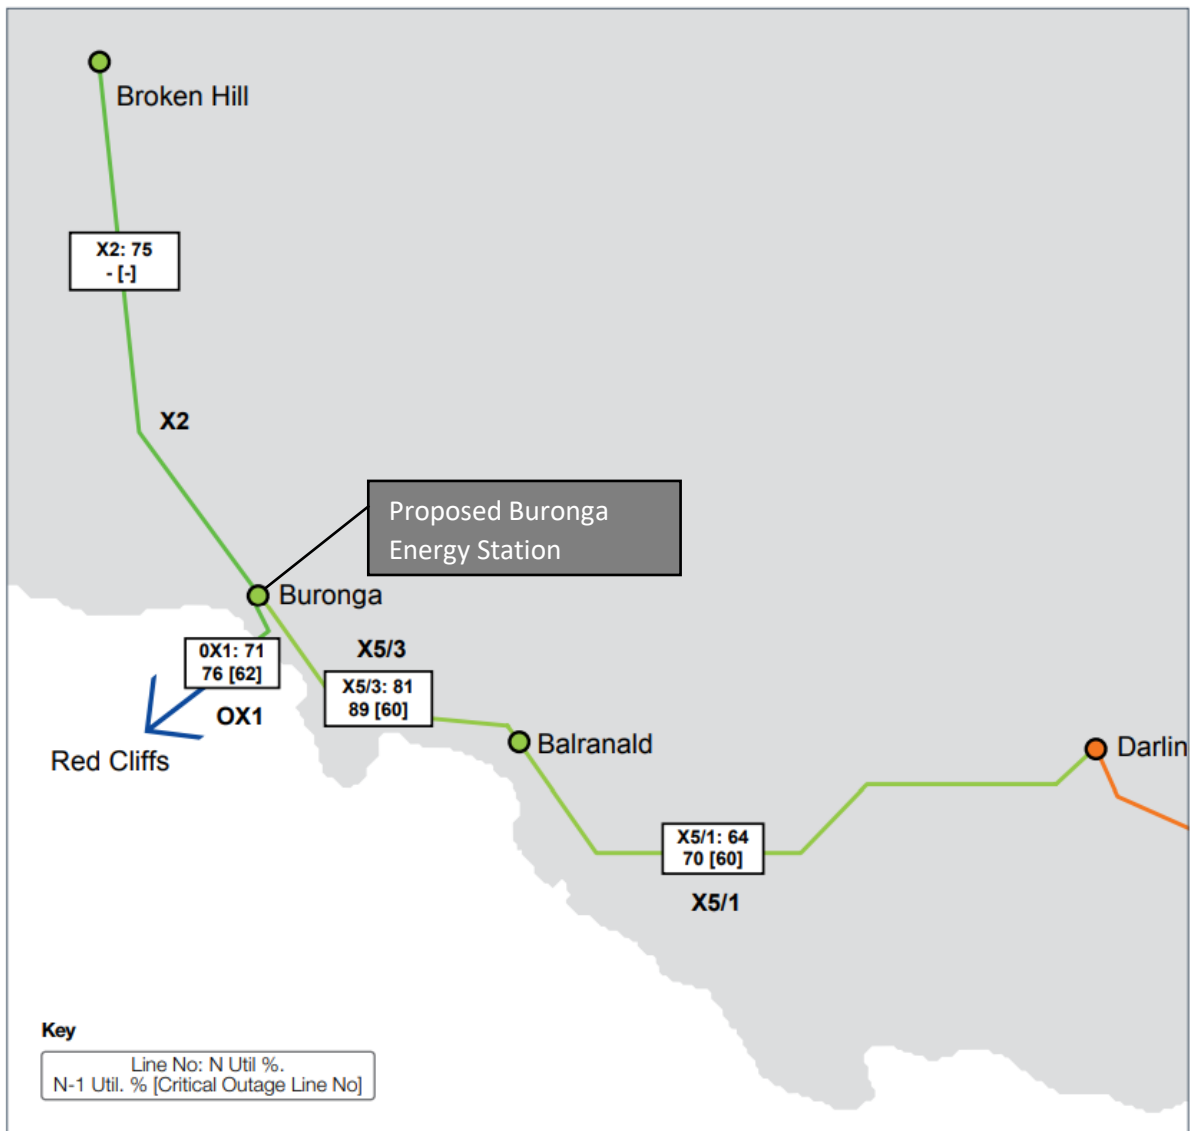 Broken Hill
X2: 75
- [-]
X2
Proposed Buronga
Energy Station
Buronga
X5/3
0X1: 71
76 [62]
X5/3: 81
89 [60]
OX1
Red Cliffs
Balranald
Darlin
X5/1: 64
70 [60]
X5/1
Key
Line No: N Util %.
N-1 Util. % [Critical Outage Line No]